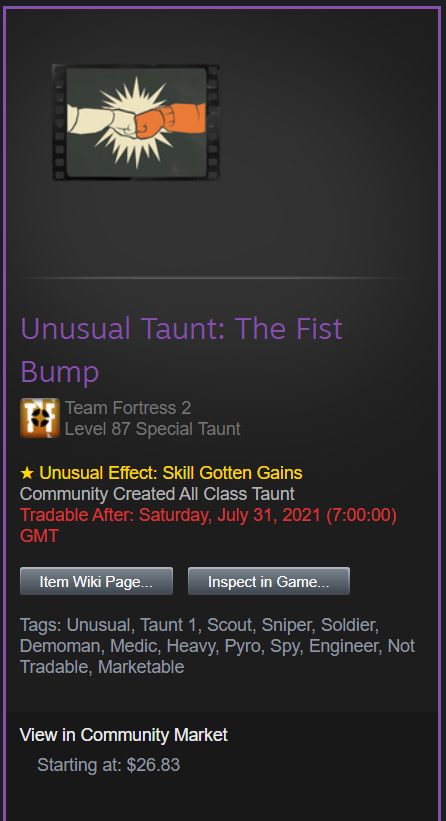 Unusual Taunt: The Fist
Bump
Team Fortress 2
Level 87 Special Taunt
★ Unusual Effect: Skill Gotten Gains
Community Created All Class Taunt
Tradable After: Saturday, July 31, 2021 (7:00:00)
GMT
Item Wiki Page... Inspect in Game...
Tags: Unusual, Taunt 1, Scout, Sniper, Soldier,
Demoman, Medic, Heavy, Pyro, Spy, Engineer, Not
Tradable, Marketable
View in Community Market
Starting at: $26.83